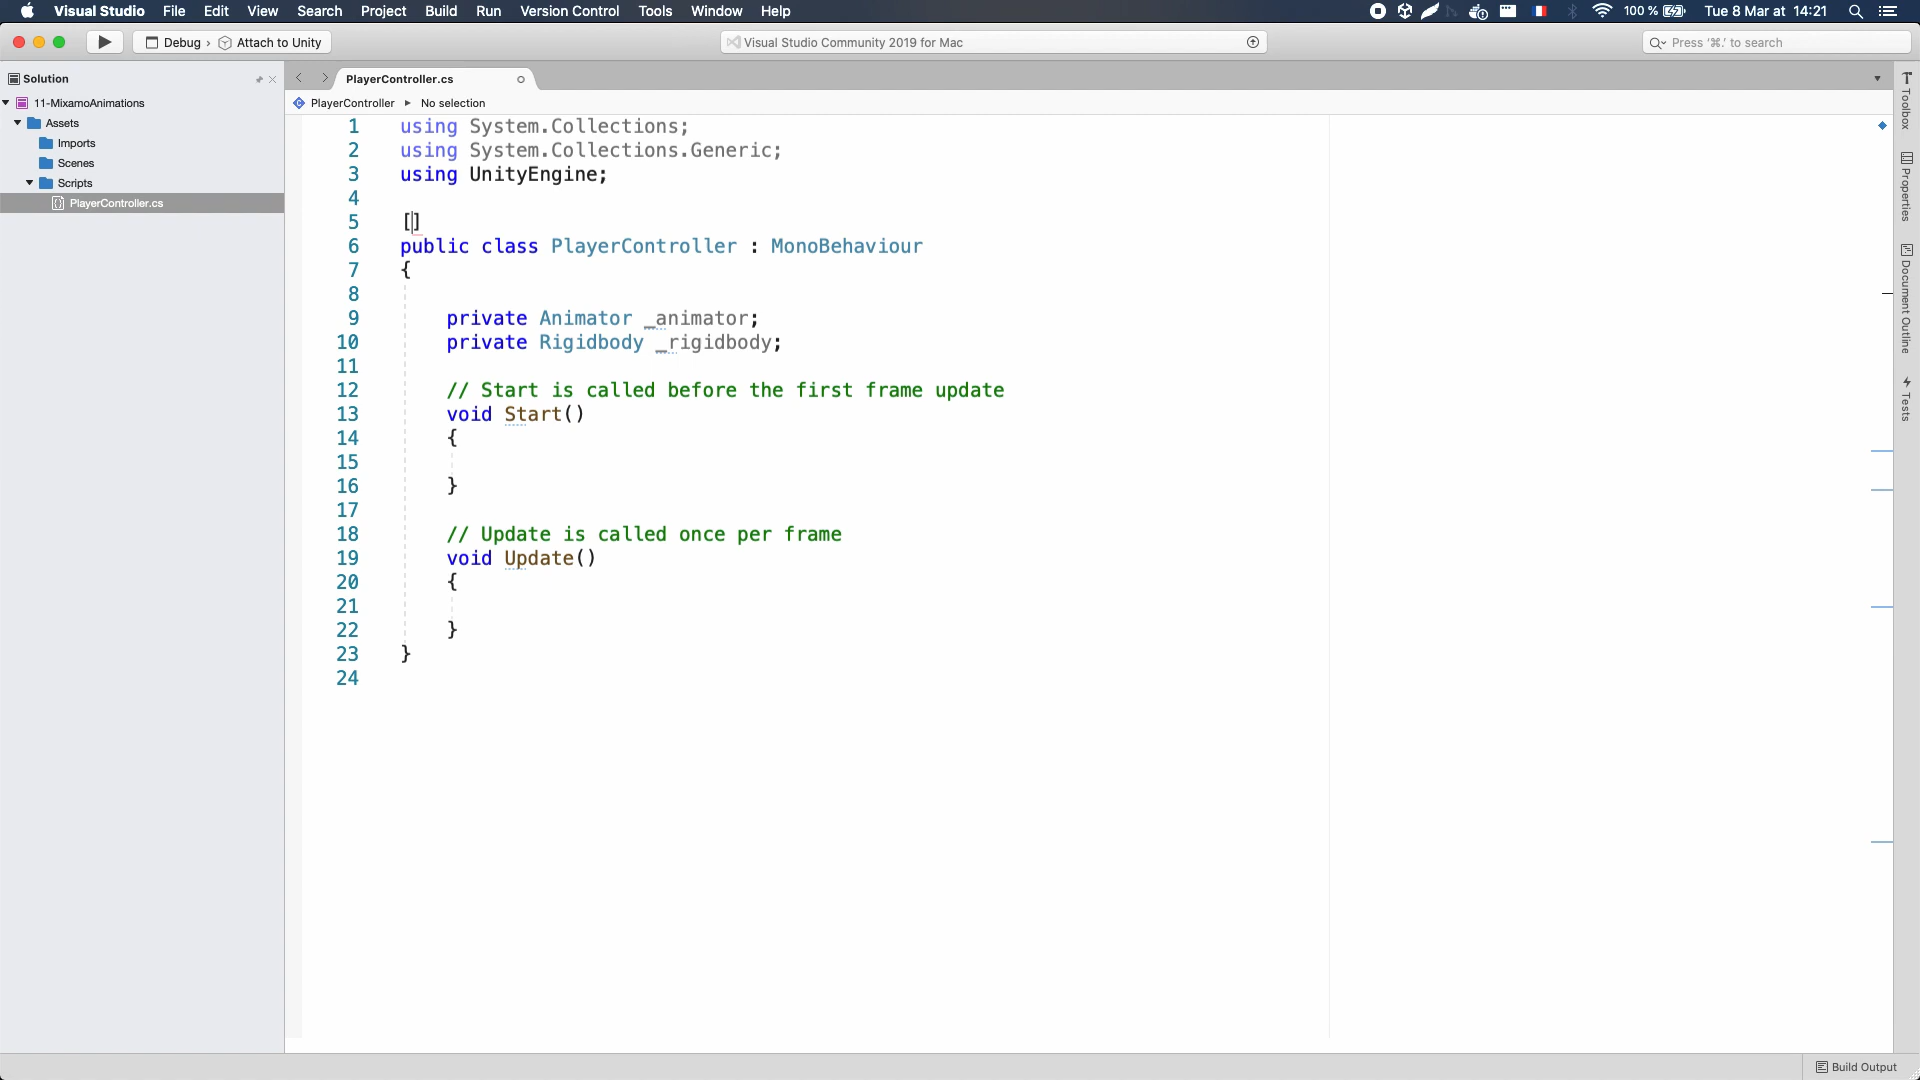 Visual Studio File Edit View Search Project Build Run Version Control Tools Window Help 100 % Tue 8 Mar at 14:21
Debug › Attach to Unity Visual Studio Community 2019 for Mac Press '⌘.' to search
Solution PlayerController.cs
11-MixamoAnimations PlayerController ▸ No selection
Assets
Imports
Scenes
Scripts
PlayerController.cs
1 using System.Collections;
2 using System.Collections.Generic;
3 using UnityEngine;
4
5 []
6 public class PlayerController : MonoBehaviour
7 {
8
9 private Animator _animator;
10 private Rigidbody _rigidbody;
11
12 // Start is called before the first frame update
13 void Start()
14 {
15
16 }
17
18 // Update is called once per frame
19 void Update()
20 {
21
22 }
23 }
24
Toolbox
Properties
Document Outline
Tests
Build Output